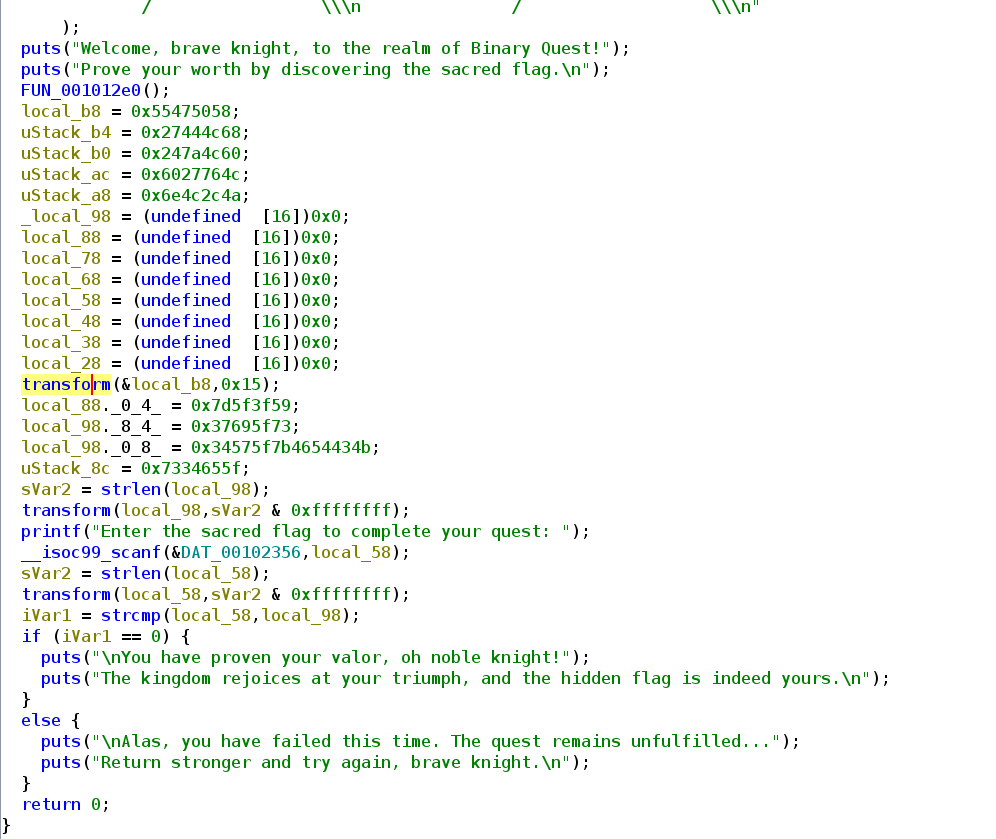 /                 \\\n               /                   \\\n"
    );
puts("Welcome, brave knight, to the realm of Binary Quest!");
puts("Prove your worth by discovering the sacred flag.\n");
FUN_001012e0();
local_b8 = 0x55475058;
uStack_b4 = 0x27444c68;
uStack_b0 = 0x247a4c60;
uStack_ac = 0x6027764c;
uStack_a8 = 0x6e4c2c4a;
_local_98 = (undefined  [16])0x0;
local_88 = (undefined  [16])0x0;
local_78 = (undefined  [16])0x0;
local_68 = (undefined  [16])0x0;
local_58 = (undefined  [16])0x0;
local_48 = (undefined  [16])0x0;
local_38 = (undefined  [16])0x0;
local_28 = (undefined  [16])0x0;
transform(&local_b8,0x15);
local_88._0_4_ = 0x7d5f3f59;
local_98._8_4_ = 0x37695f73;
local_98._0_8_ = 0x34575f7b4654434b;
uStack_8c = 0x7334655f;
sVar2 = strlen(local_98);
transform(local_98,sVar2 & 0xffffffff);
printf("Enter the sacred flag to complete your quest: ");
__isoc99_scanf(&DAT_00102356,local_58);
sVar2 = strlen(local_58);
transform(local_58,sVar2 & 0xffffffff);
iVar1 = strcmp(local_58,local_98);
if (iVar1 == 0) {
  puts("\nYou have proven your valor, oh noble knight!");
  puts("The kingdom rejoices at your triumph, and the hidden flag is indeed yours.\n");
}
else {
  puts("\nAlas, you have failed this time. The quest remains unfulfilled...");
  puts("Return stronger and try again, brave knight.\n");
}
return 0;
}